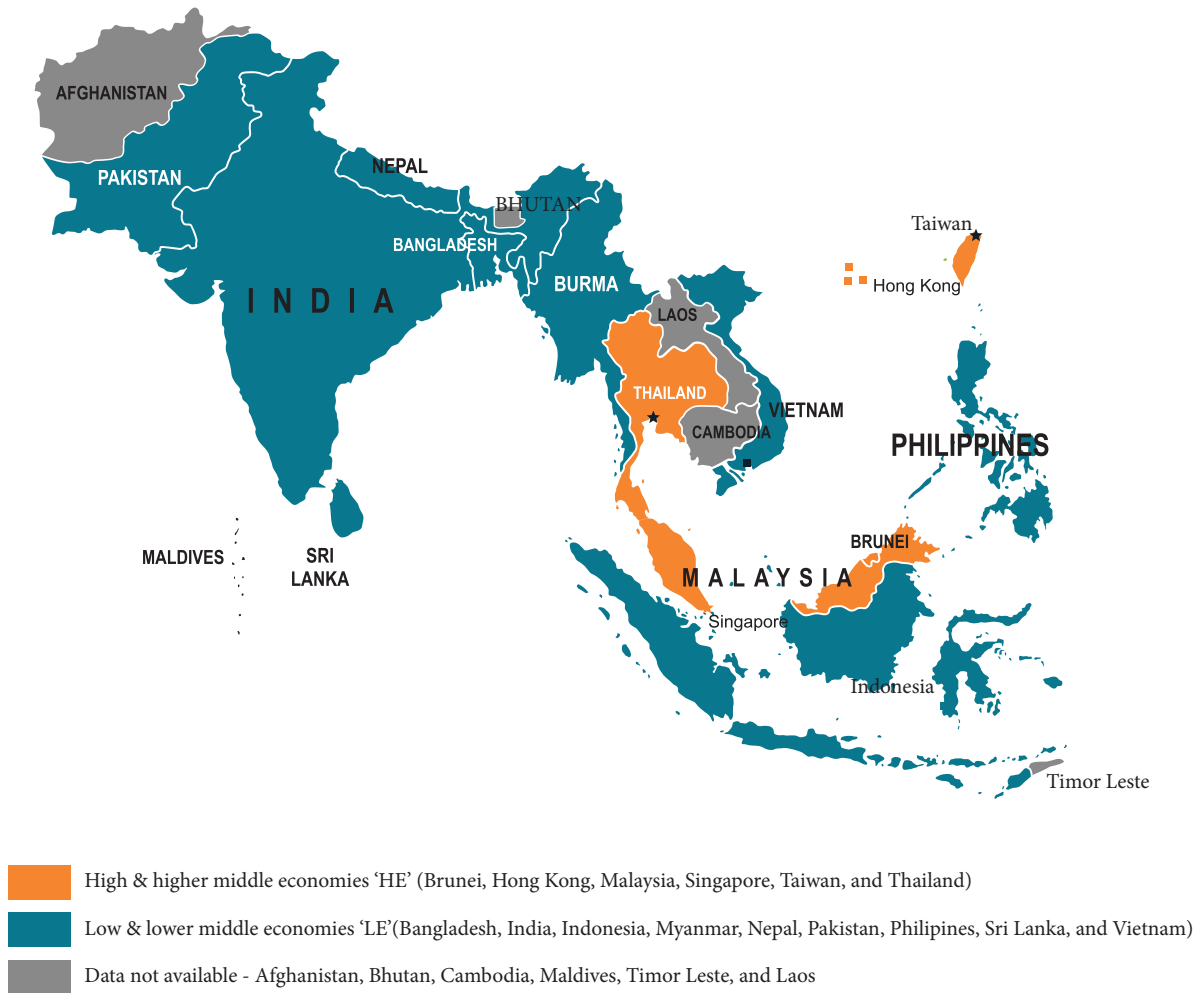 AFGHANISTAN
PAKISTAN
NEPAL
BHUTAN
BANGLADESH
INDIA
BURMA
Taiwan
Hong Kong
LAOS
THAILAND
VIETNAM
CAMBODIA
PHILIPPINES
MALDIVES
SRI
LANKA
BRUNEI
MALAYSIA
Singapore
Indonesia
Timor Leste
High & higher middle economies ‘HE’ (Brunei, Hong Kong, Malaysia, Singapore, Taiwan, and Thailand)
Low & lower middle economies ‘LE’(Bangladesh, India, Indonesia, Myanmar, Nepal, Pakistan, Philipines, Sri Lanka, and Vietnam)
Data not available - Afghanistan, Bhutan, Cambodia, Maldives, Timor Leste, and Laos